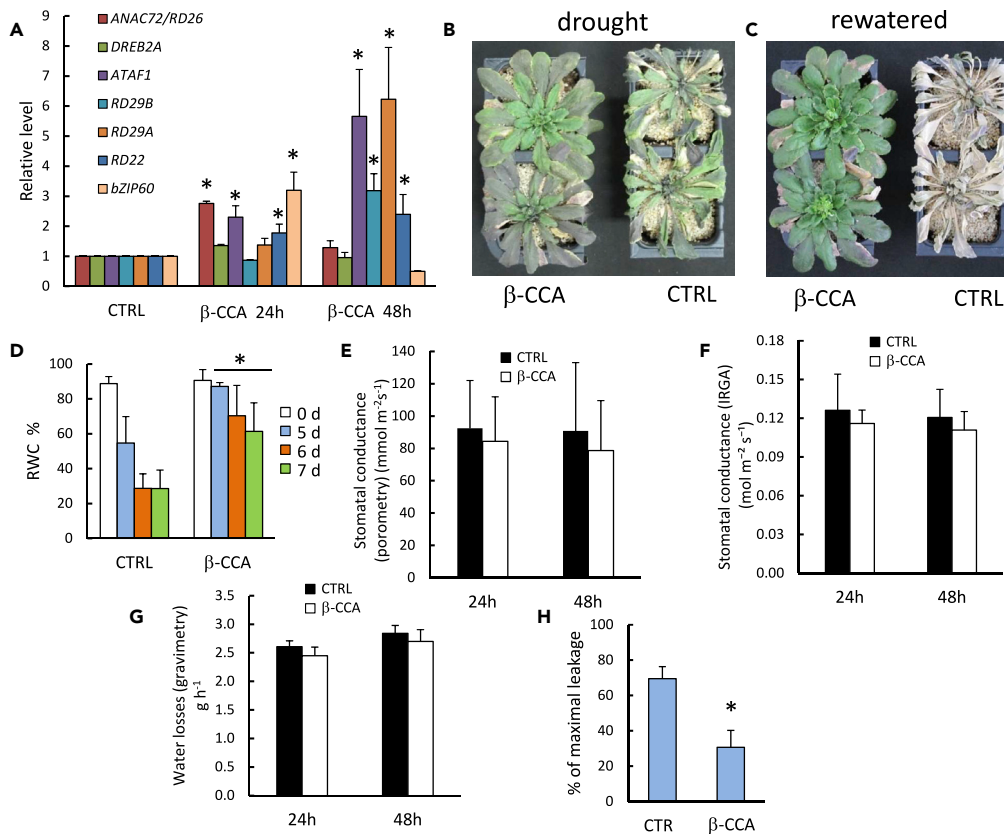 A
Relative level
9
8
7
6
5
4
3
2
1
0
ANAC72/RD26
DREB2A
ATAF1
RD29B
RD29A
RD22
bZIP60
* * * * * * * *
CTRL
β-CCA 24h
β-CCA 48h
B
drought
β-CCA
CTRL
C
rewatered
β-CCA
CTRL
D
RWC %
100
80
60
40
20
0
*
0 d
5 d
6 d
7 d
CTRL
β-CCA
E
Stomatal conductance
(porometry) (mmol m⁻²s⁻¹)
140
120
100
80
60
40
20
0
CTRL
β-CCA
24h
48h
F
Stomatal conductance (IRGA)
(mol m⁻² s⁻¹)
0.18
0.15
0.12
0.09
0.06
0.03
0.00
CTRL
β-CCA
24h
48h
G
Water losses (gravimetry)
g h⁻¹
3.5
3.0
2.5
2.0
1.5
1.0
0.5
0.0
CTRL
β-CCA
24h
48h
H
% of maximal leakage
100
80
60
40
20
0
*
CTR
β-CCA